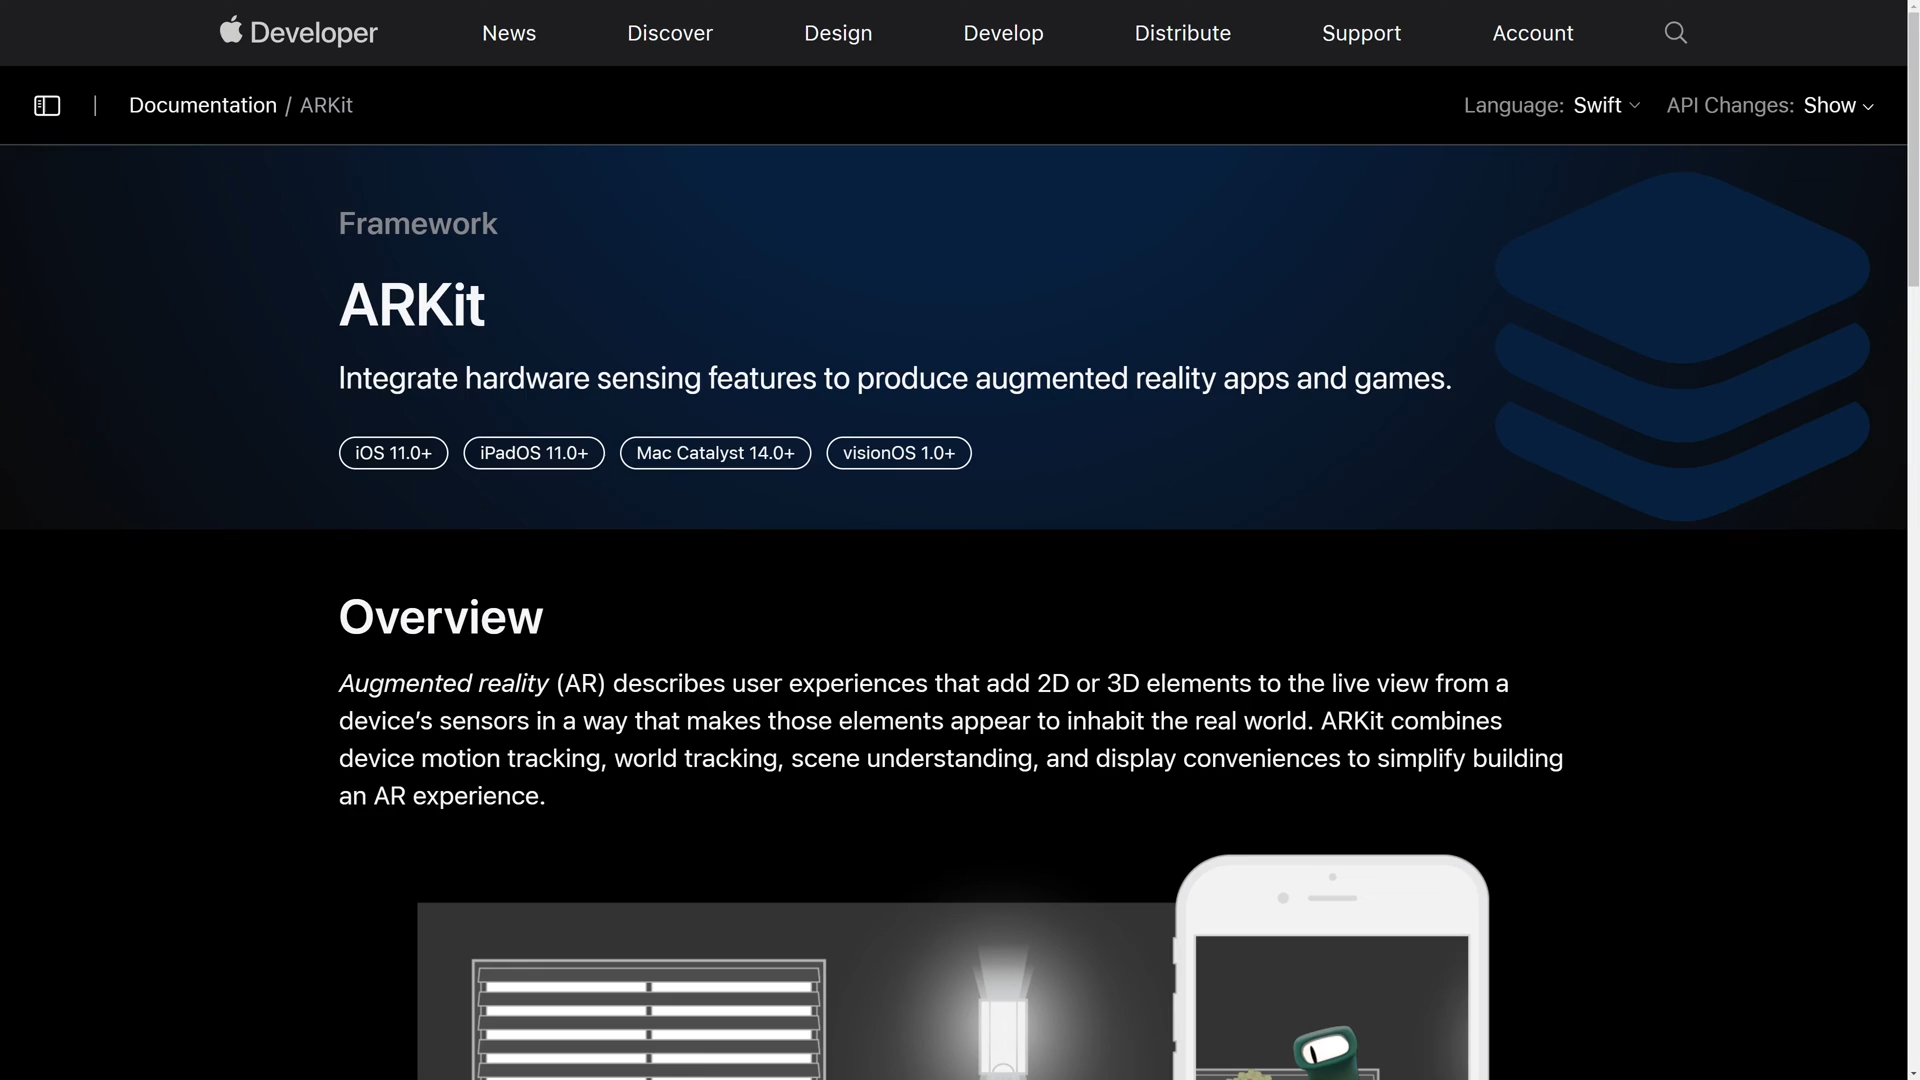 Developer
News
Discover
Design
Develop
Distribute
Support
Account
Documentation / ARKit
Language: Swift
API Changes: Show
Framework
ARKit
Integrate hardware sensing features to produce augmented reality apps and games.
iOS 11.0+
iPadOS 11.0+
Mac Catalyst 14.0+
visionOS 1.0+
Overview
Augmented reality (AR) describes user experiences that add 2D or 3D elements to the live view from a
device’s sensors in a way that makes those elements appear to inhabit the real world. ARKit combines
device motion tracking, world tracking, scene understanding, and display conveniences to simplify building
an AR experience.